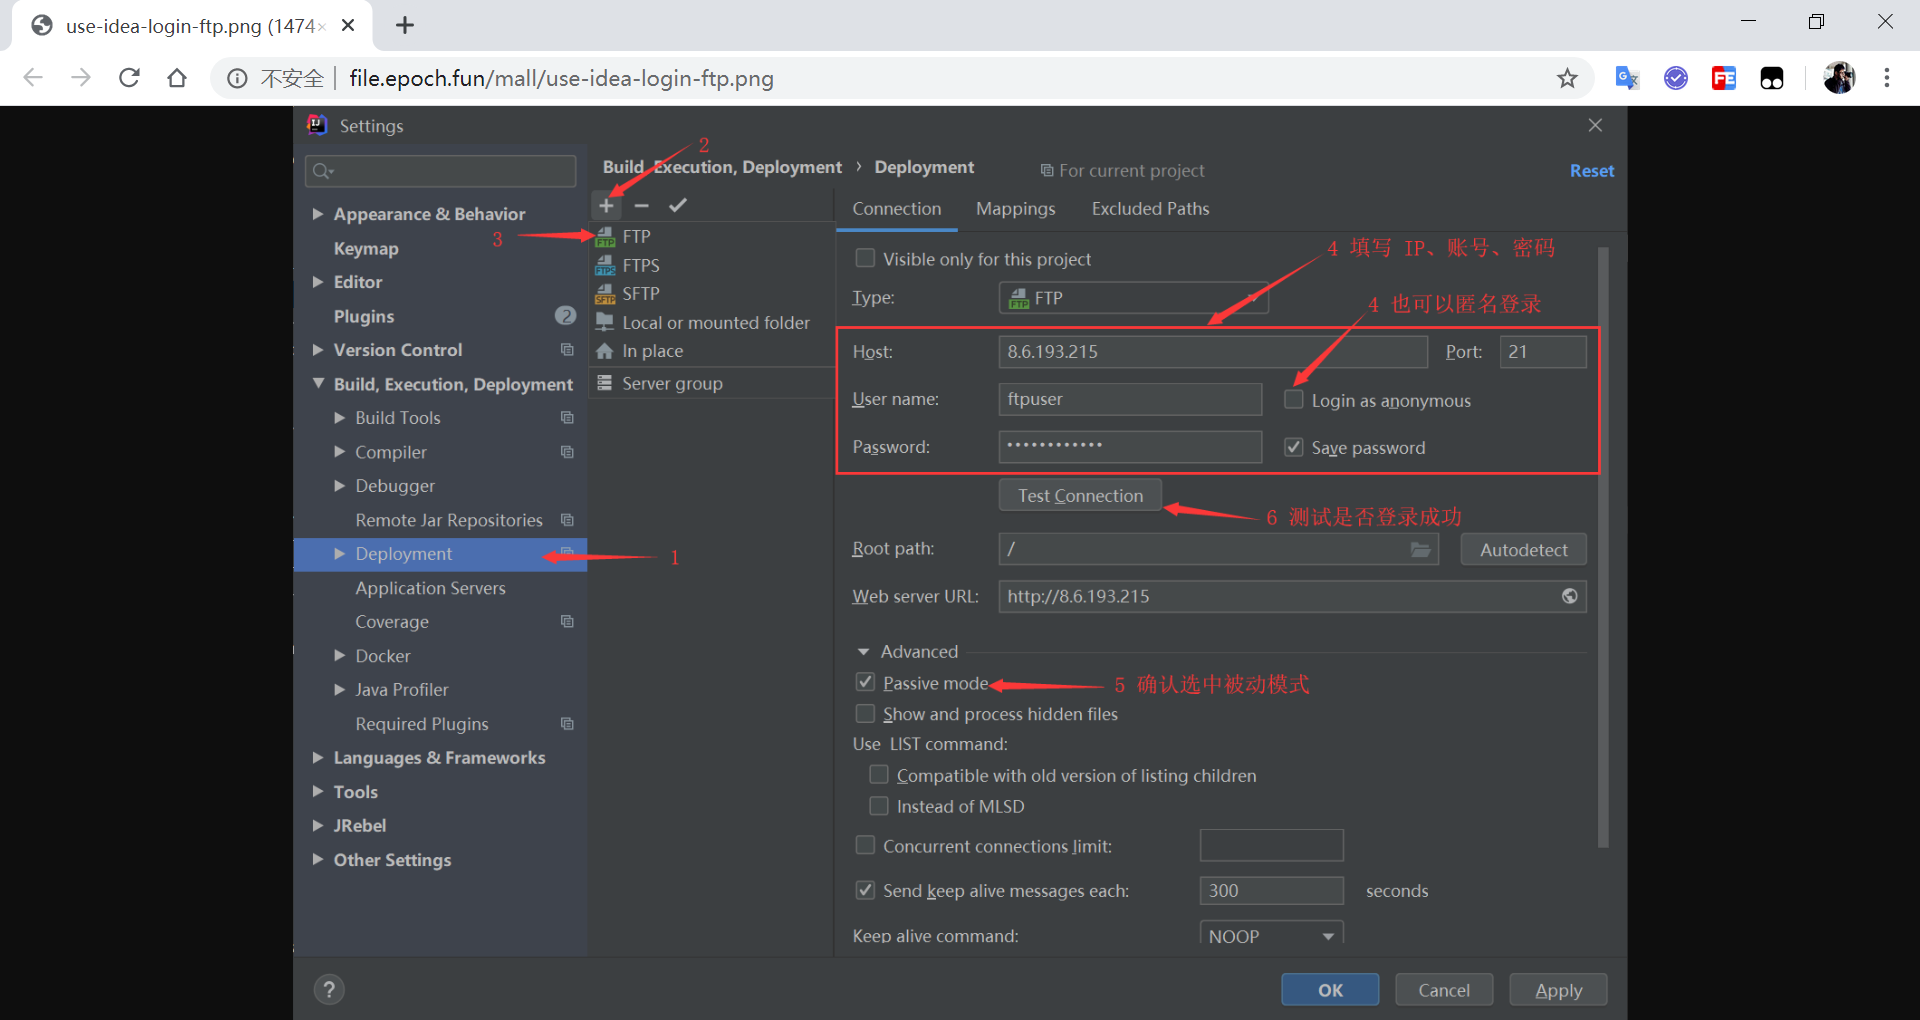 use-idea-login-ftp.png (1474×
不安全 file.epoch.fun/mall/use-idea-login-ftp.png
Settings
2
Build, Execution, Deployment › Deployment
For current project
Reset
Connection
Mappings
Excluded Paths
Appearance & Behavior
Keymap
Editor
Plugins
2
Version Control
Build, Execution, Deployment
Build Tools
Compiler
Debugger
Remote Jar Repositories
Deployment
Application Servers
Coverage
Docker
Java Profiler
Required Plugins
Languages & Frameworks
Tools
JRebel
Other Settings
1
3
FTP
FTPS
SFTP
Local or mounted folder
In place
Server group
4 填写 IP、账号、密码
Visible only for this project
Type: FTP
4 也可以匿名登录
Host: 8.6.193.215 Port: 21
User name: ftpuser Login as anonymous
Password: •••••••••••• Save password
Test Connection
6 测试是否登录成功
Root path: / Autodetect
Web server URL: http://8.6.193.215
Advanced
Passive mode
5 确认选中被动模式
Show and process hidden files
Use LIST command:
Compatible with old version of listing children
Instead of MLSD
Concurrent connections limit:
Send keep alive messages each: 300 seconds
Keep alive command: NOOP
?
OK
Cancel
Apply